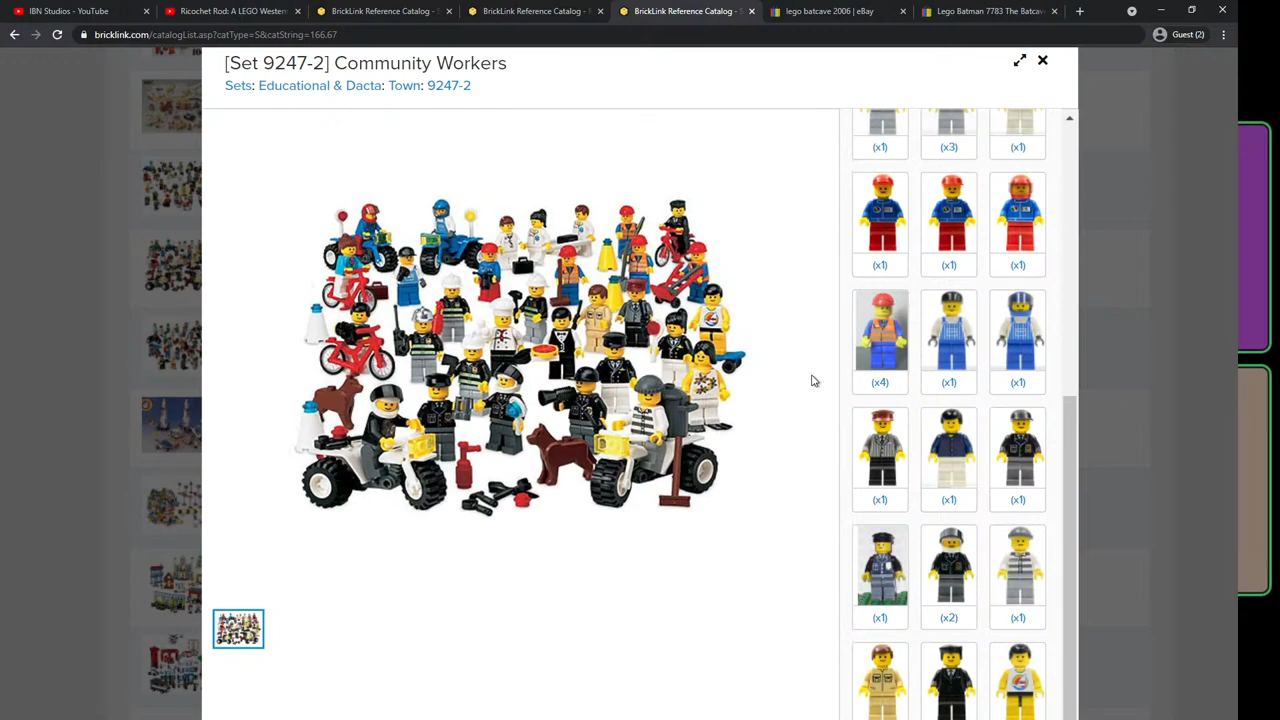 IBN Studios - YouTube
Ricochet Rod: A LEGO Western
BrickLink Reference Catalog - S
BrickLink Reference Catalog -
BrickLink Reference Catalog - S
lego batcave 2006 | eBay
Lego Batman 7783 The Batcave
bricklink.com/catalogList.asp?catType=S&catString=166.67
Guest (2)
[Set 9247-2] Community Workers
Sets: Educational & Dacta: Town: 9247-2
(x1) (x3) (x1)
(x1) (x1) (x1)
(x4) (x1) (x1)
(x1) (x1) (x1)
(x1) (x2) (x1)